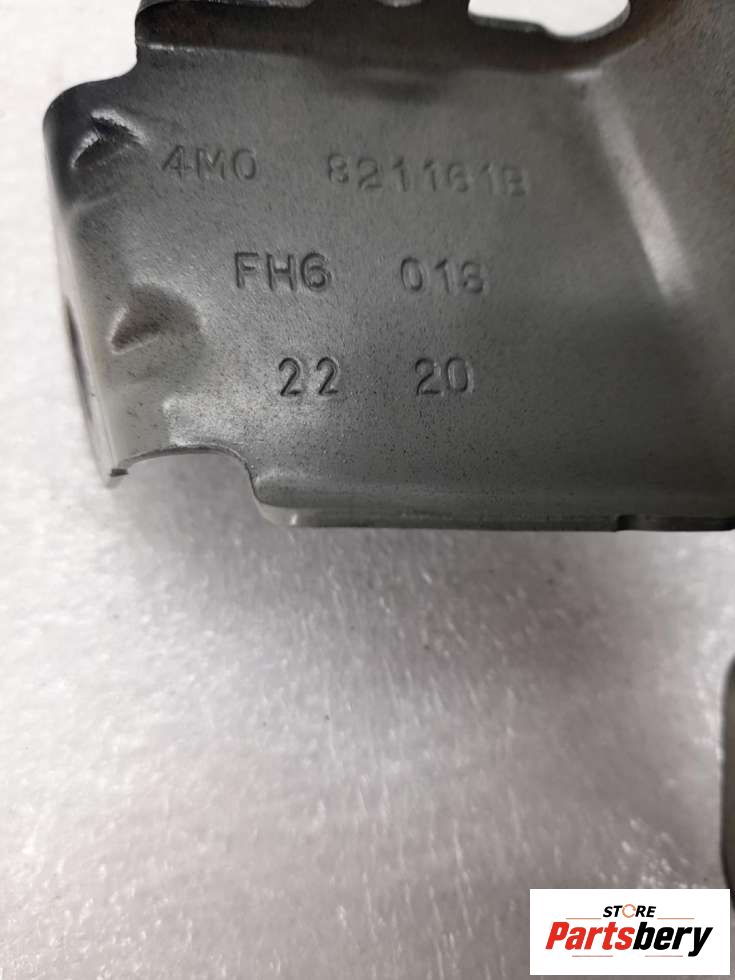 4M0 821161B
FH6 018
22 20
STORE
Partsbery